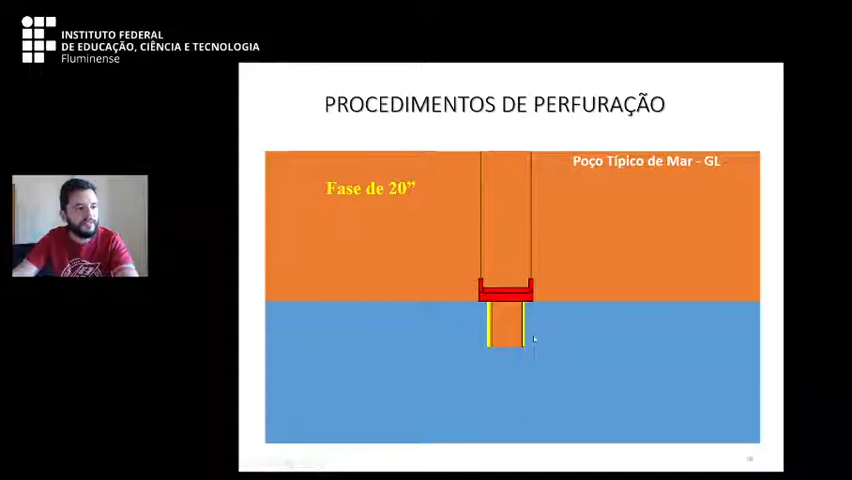 INSTITUTO FEDERAL
DE EDUCAÇÃO, CIÊNCIA E TECNOLOGIA
Fluminense
PROCEDIMENTOS DE PERFURAÇÃO
Poço Típico de Mar - GL
Fase de 20”